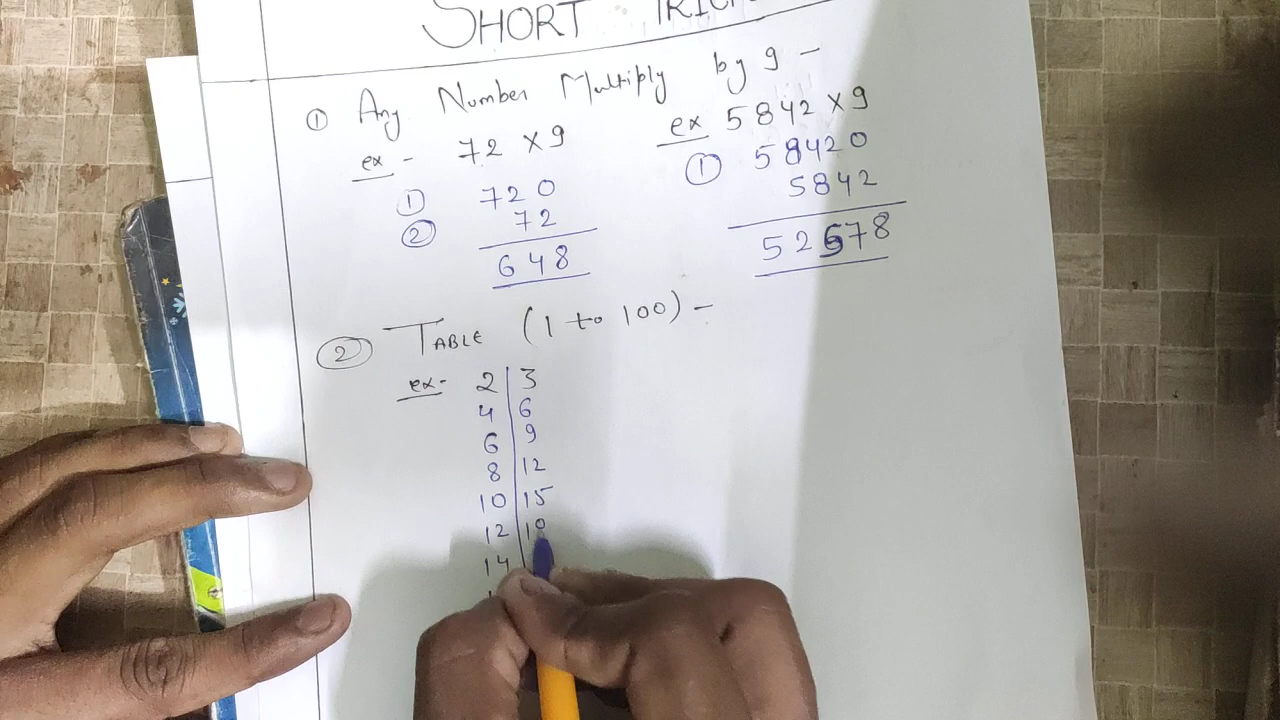 SHORT
① Any Number Multiply by 9 -
ex - 72 × 9
① 720
② 72
648
ex 5842 × 9
① 58420
5842
52578
② TABLE (1 to 100) -
ex- 2 | 3
4 | 6
6 | 9
8 | 12
10 | 15
12 | 10
14